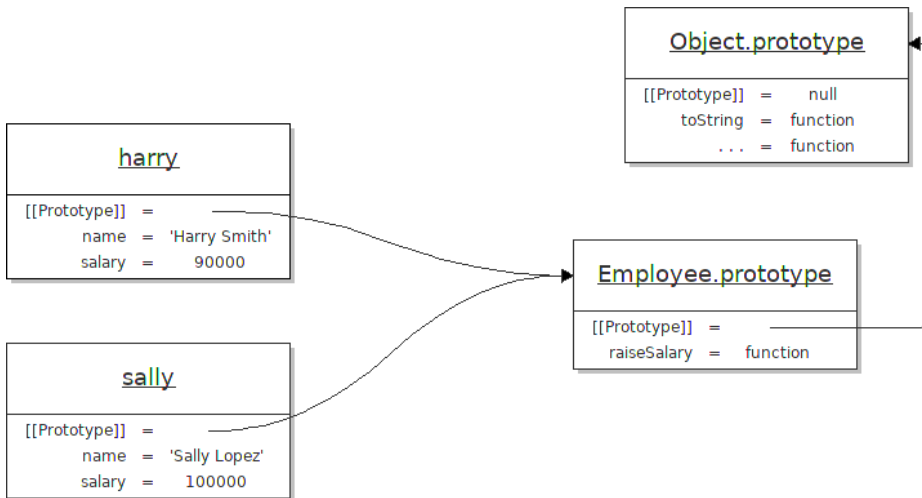 Object.prototype
[[Prototype]] = null
toString = function
... = function
harry
[[Prototype]] =
name = 'Harry Smith'
salary = 90000
Employee.prototype
[[Prototype]] =
raiseSalary = function
sally
[[Prototype]] =
name = 'Sally Lopez'
salary = 100000